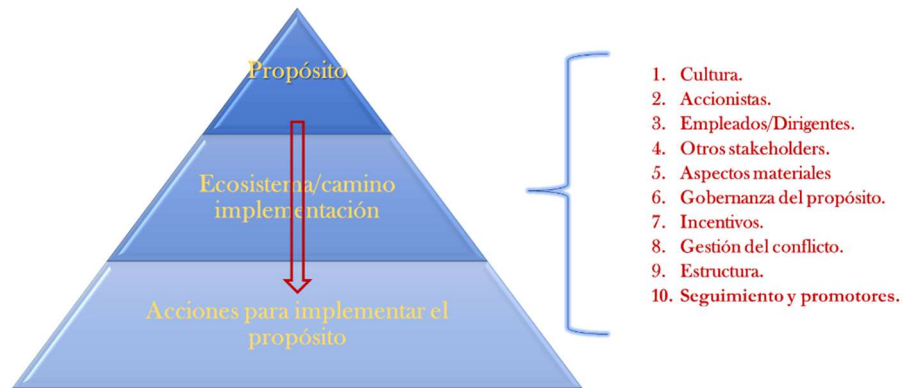 Propósito
Ecosistema/camino
implementación
Acciones para implementar el
propósito
1. Cultura.
2. Accionistas.
3. Empleados/Dirigentes.
4. Otros stakeholders.
5. Aspectos materiales
6. Gobernanza del propósito.
7. Incentivos.
8. Gestión del conflicto.
9. Estructura.
10. Seguimiento y promotores.